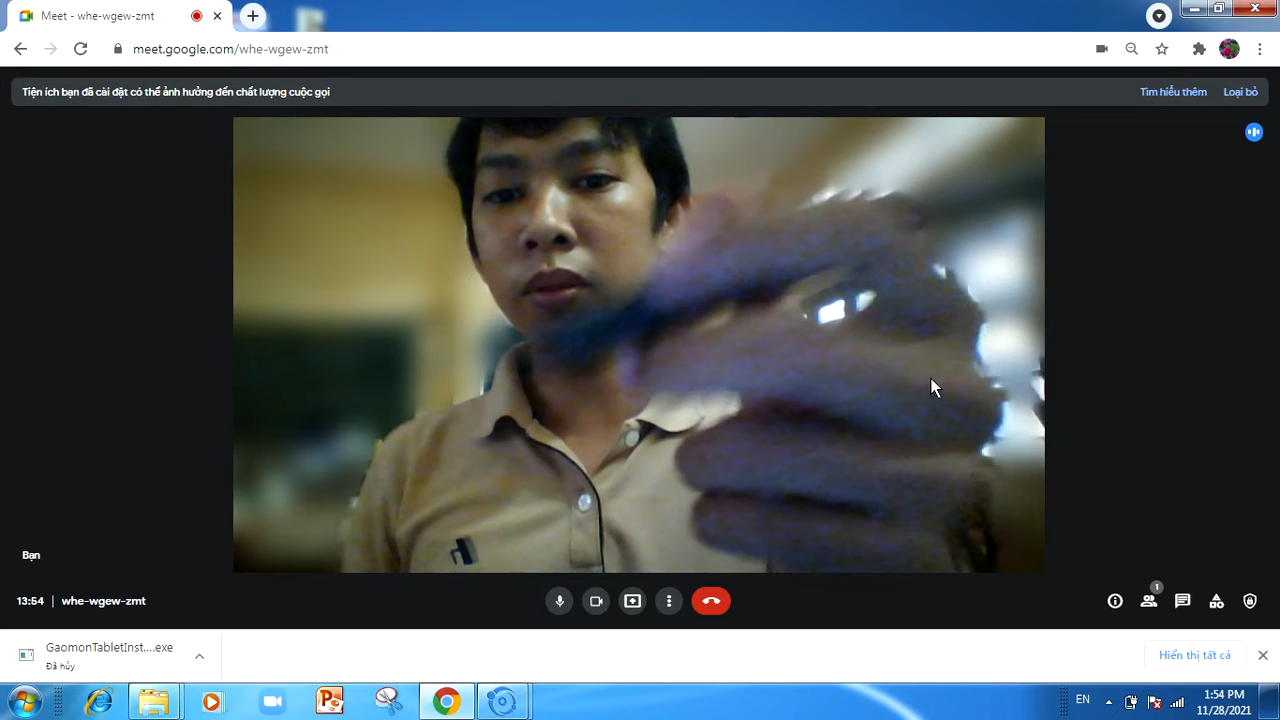 Meet - whe-wgew-zmt
meet.google.com/whe-wgew-zmt
Tiện ích bạn đã cài đặt có thể ảnh hưởng đến chất lượng cuộc gọi
Tìm hiểu thêm
Loại bỏ
Bạn
13:54 | whe-wgew-zmt
1
GaomonTabletInst....exe
Đã hủy
Hiển thị tất cả
EN
1:54 PM
11/28/2021